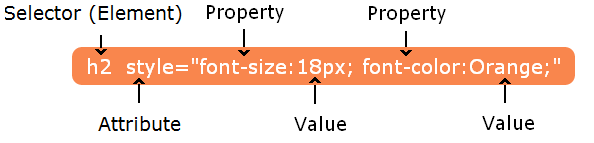 Selector (Element) Property Property
h2 style="font-size:18px; font-color:Orange;"
Attribute Value Value